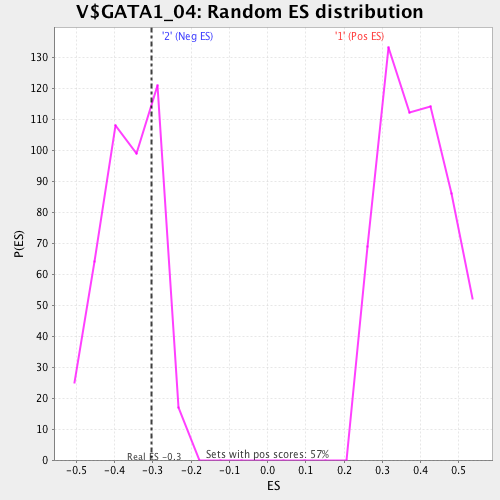 V$GATA1_04: Random ES distribution
'2' (Neg ES)
'1' (Pos ES)
130
120
110
100
90
80
70
60
50
40
30
20
10
0
P(ES)
Real ES -0.3
Sets with pos scores: 57%
-0.5 -0.4 -0.3 -0.2 -0.1 0.0 0.1 0.2 0.3 0.4 0.5
ES